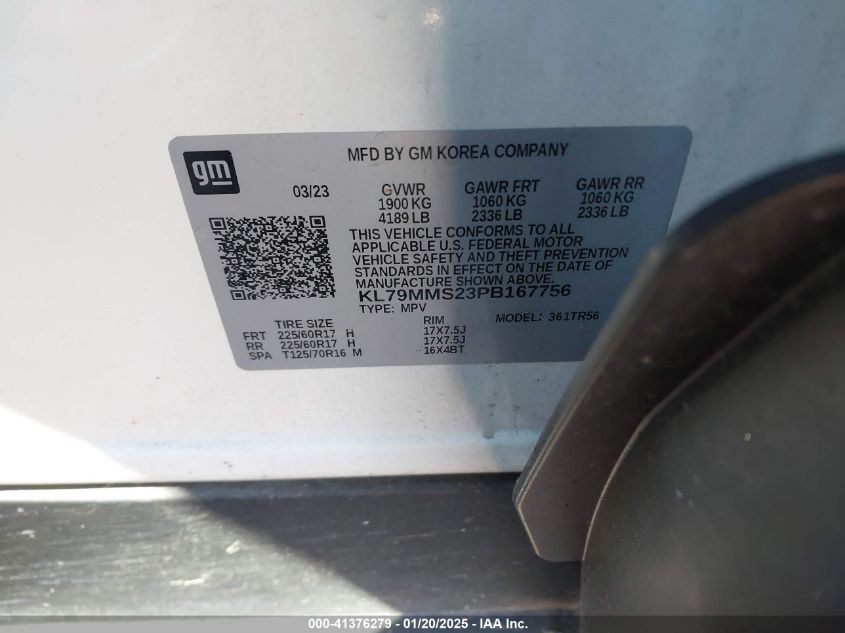 gm
MFD BY GM KOREA COMPANY
03/23
GVWR
1900 KG
4189 LB
GAWR FRT
1060 KG
2336 LB
GAWR RR
1060 KG
2336 LB
THIS VEHICLE CONFORMS TO ALL
APPLICABLE U.S. FEDERAL MOTOR
VEHICLE SAFETY AND THEFT PREVENTION
STANDARDS IN EFFECT ON THE DATE OF
MANUFACTURE SHOWN ABOVE.
KL79MMS23PB167756
TYPE: MPV
MODEL: 361TR56
TIRE SIZE RIM
FRT 225/60R17 H 17X7.5J
RR 225/60R17 H 17X7.5J
SPA T125/70R16 M 16X4BT
000-41376279 - 01/20/2025 - IAA Inc.